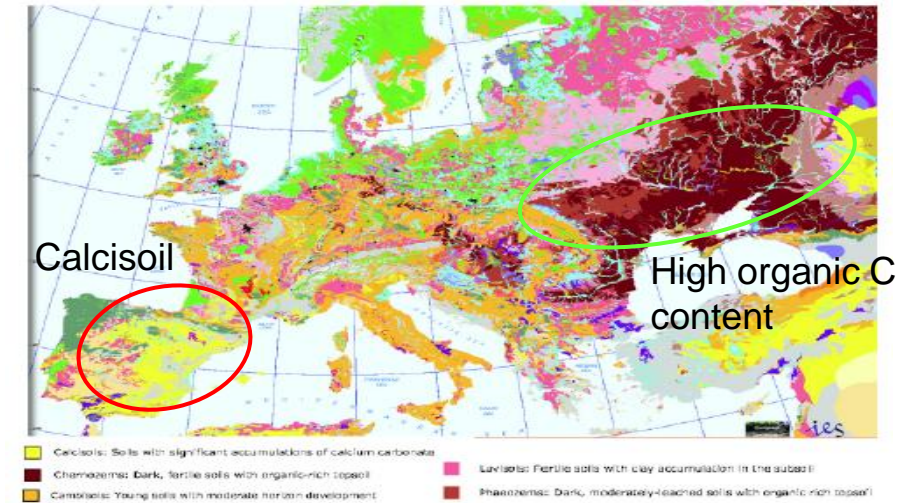 Calcisoil
High organic C
content
ies
Calcisols: Soils with significant accumulations of calcium carbonate
Chernozems: Dark, fertile soils with organic-rich topsoil
Cambisols: Young soils with moderate horizon development
Luvisols: Fertile soils with clay accumulation in the subsoil
Phaeozems: Dark, moderately-leached soils with organic rich topsoil